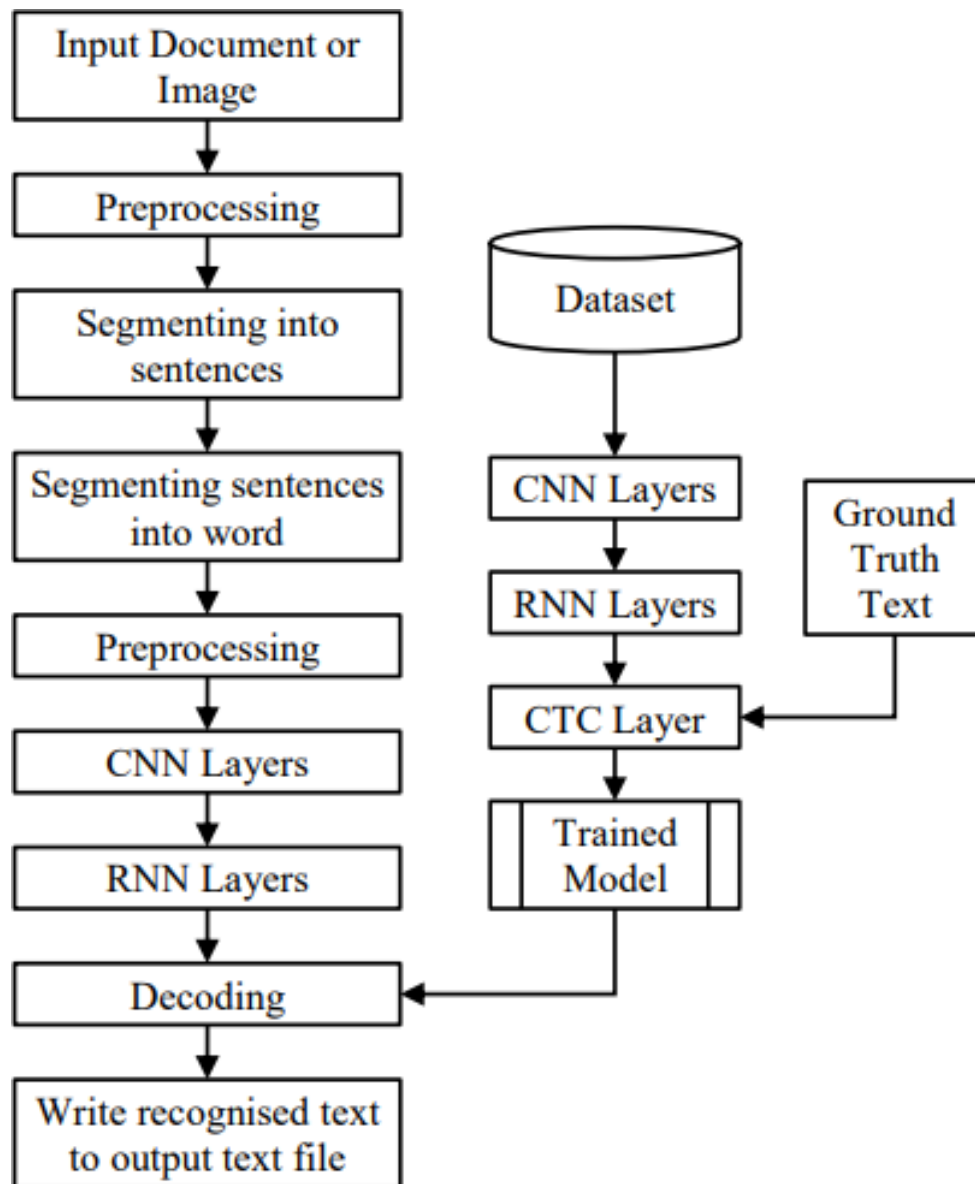 Input Document or
Image
Preprocessing
Segmenting into
sentences
Segmenting sentences
into word
Preprocessing
CNN Layers
RNN Layers
Decoding
Write recognised text
to output text file
Dataset
CNN Layers
RNN Layers
CTC Layer
Trained
Model
Ground
Truth
Text